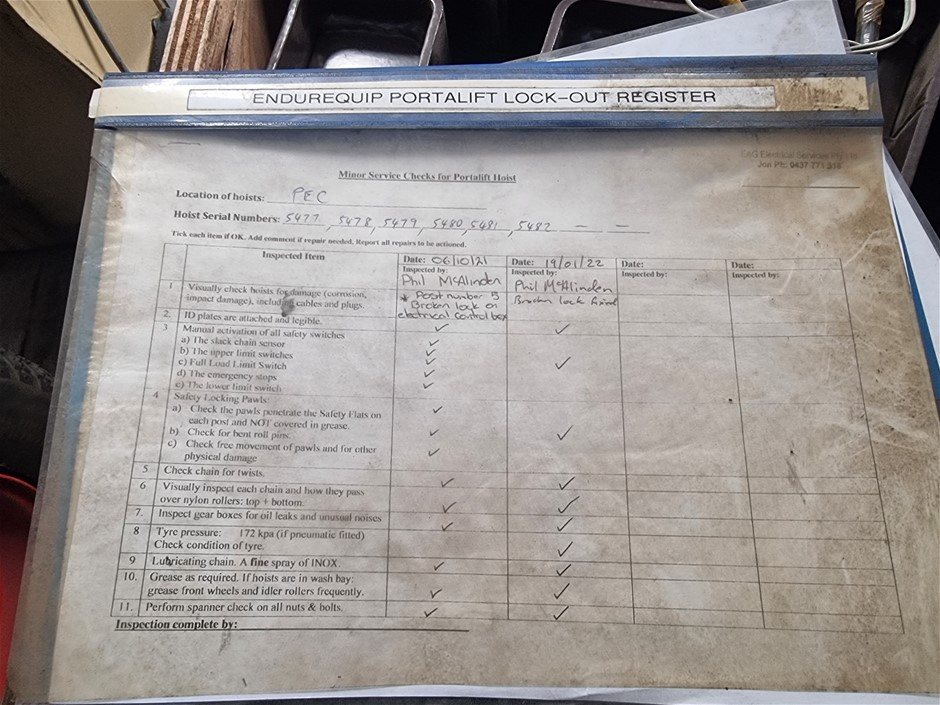 ENDUREQUIP PORTALIFT LOCK-OUT REGISTER
Electrical Services Pty Ltd
Jon Ph: 0437 771 315
Minor Service Checks for Portalift Hoist
Location of hoists: PEC
Hoist Serial Numbers: 5477, 5478, 5479, 5480, 5481, 5482 — —
Tick each item if OK. Add comment if repair needed. Report all repairs to be actioned.
Inspected Item
Date: 06/10/21
Date: 19/01/22
Date:
Date:
Inspected by:
Inspected by:
Inspected by:
Inspected by:
Phil McAlinden
Phil McAlinden
1 Visually check hoists for damage (corrosion,
impact damage), including cables and plugs.
* Post number 5
Broken lock on
electrical control box
Broken lock fixed
2. ID plates are attached and legible. ✓ ✓
3 Manual activation of all safety switches
a) The slack chain sensor ✓
b) The upper limit switches ✓
c) Full Load Limit Switch ✓ ✓
d) The emergency stops ✓
e) The lower limit switch ✓
4 Safety Locking Pawls:
a) Check the pawls penetrate the Safety Flats on ✓
each post and NOT covered in grease.
b) Check for bent roll pins. ✓ ✓
c) Check free movement of pawls and for other ✓
physical damage
5 Check chain for twists. ✓ ✓
6 Visually inspect each chain and how they pass
over nylon rollers: top + bottom. ✓ ✓
7. Inspect gear boxes for oil leaks and unusual noises ✓ ✓
8 Tyre pressure: 172 kpa (if pneumatic fitted)
Check condition of tyre. ✓
9 Lubricating chain. A fine spray of INOX. ✓ ✓
10. Grease as required. If hoists are in wash bay:
grease front wheels and idler rollers frequently. ✓ ✓
11. Perform spanner check on all nuts & bolts. ✓ ✓
Inspection complete by: